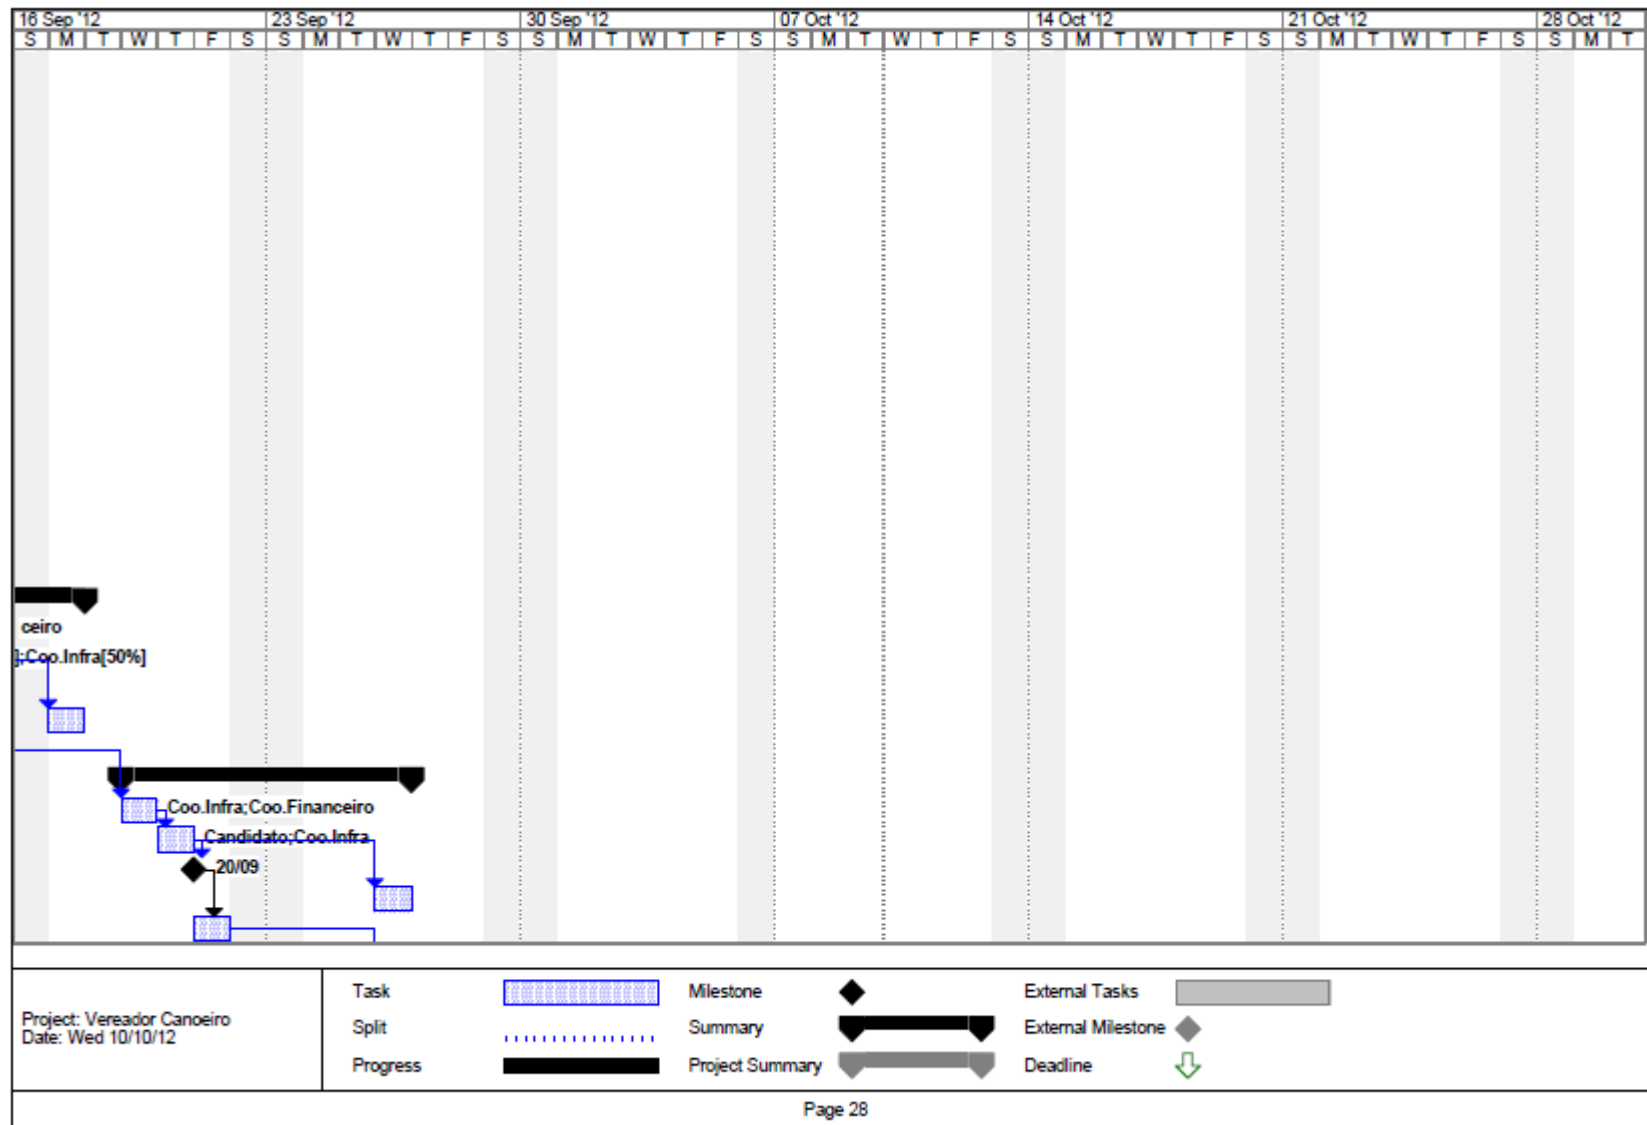 16 Sep '12 23 Sep '12 30 Sep '12 07 Oct '12 14 Oct '12 21 Oct '12 28 Oct '12
S M T W T F S S M T W T F S S M T W T F S S M T W T F S S M T W T F S S M T W T F S S M T
ceiro
];Coo.Infra[50%]
Coo.Infra;Coo.Financeiro
Candidato;Coo.Infra
20/09
Project: Vereador Canoeiro
Date: Wed 10/10/12
Task Milestone External Tasks
Split Summary External Milestone
Progress Project Summary Deadline
Page 28